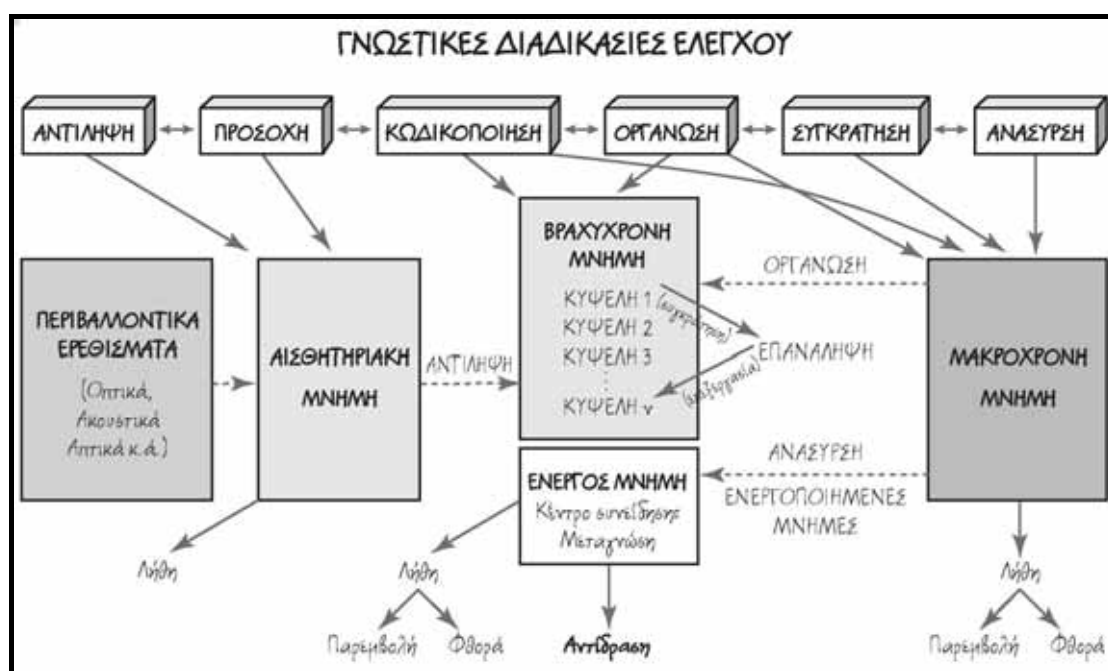 ΓΝΩΣΤΙΚΕΣ ΔΙΑΔΙΚΑΣΙΕΣ ΕΛΕΓΧΟΥ
ΑΝΤΙΛΗΨΗ
ΠΡΟΣΟΧΗ
ΚΩΔΙΚΟΠΟΙΗΣΗ
ΟΡΓΑΝΩΣΗ
ΣΥΓΚΡΑΤΗΣΗ
ΑΝΑΣΥΡΣΗ
ΠΕΡΙΒΑΛΛΟΝΤΙΚΑ
ΕΡΕΘΙΣΜΑΤΑ
(Οπτικά,
Ακουστικά
Απτικά κ.ά.)
ΑΙΣΘΗΤΗΡΙΑΚΗ
ΜΝΗΜΗ
ΑΝΤΙΛΗΨΗ
ΒΡΑΧΥΧΡΟΝΗ
ΜΝΗΜΗ
ΚΥΨΕΛΗ 1
ΚΥΨΕΛΗ 2
ΚΥΨΕΛΗ 3
ΚΥΨΕΛΗ ν
(συγκράτηση)
ΕΠΑΝΑΛΗΨΗ
(επεξεργασία)
ΟΡΓΑΝΩΣΗ
ΜΑΚΡΟΧΡΟΝΗ
ΜΝΗΜΗ
ΕΝΕΡΓΟΣ ΜΝΗΜΗ
Κέντρο συνείδησης
Μεταγνώση
ΑΝΑΣΥΡΣΗ
ΕΝΕΡΓΟΠΟΙΗΜΕΝΕΣ
ΜΝΗΜΕΣ
Λήθη
Λήθη
Παρεμβολή
Φθορά
Αντίδραση
Λήθη
Παρεμβολή
Φθορά